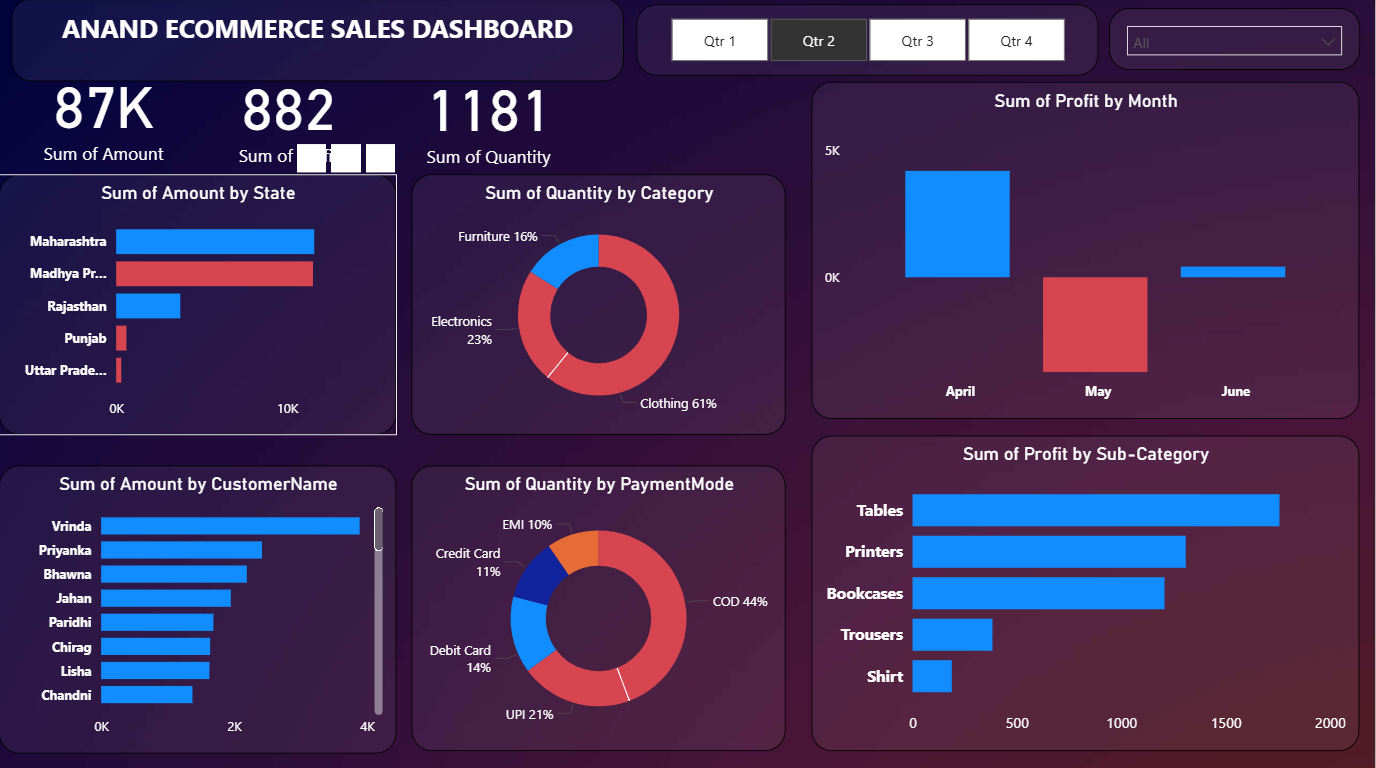 ANAND ECOMMERCE SALES DASHBOARD
Qtr 1
Qtr 2
Qtr 3
Qtr 4
All
87K
Sum of Amount
882
Sum of
1181
Sum of Quantity
Sum of Amount by State
Maharashtra
Madhya Pr...
Rajasthan
Punjab
Uttar Prade...
0K
10K
Sum of Quantity by Category
Furniture 16%
Electronics
23%
Clothing 61%
Sum of Profit by Month
5K
0K
April
May
June
Sum of Amount by CustomerName
Vrinda
Priyanka
Bhawna
Jahan
Paridhi
Chirag
Lisha
Chandni
0K
2K
4K
Sum of Quantity by PaymentMode
EMI 10%
Credit Card
11%
COD 44%
Debit Card
14%
UPI 21%
Sum of Profit by Sub-Category
Tables
Printers
Bookcases
Trousers
Shirt
0
500
1000
1500
2000